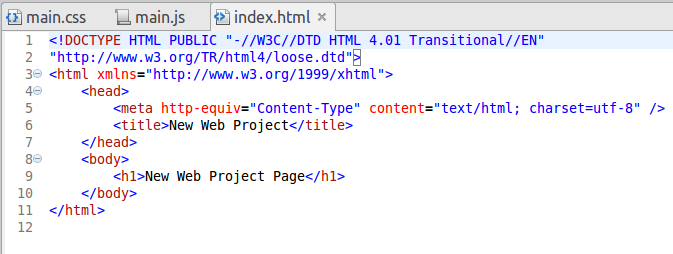 main.css main.js index.html
1 <!DOCTYPE HTML PUBLIC "-//W3C//DTD HTML 4.01 Transitional//EN"
2 "http://www.w3.org/TR/html4/loose.dtd">
3 <html xmlns="http://www.w3.org/1999/xhtml">
4 <head>
5 <meta http-equiv="Content-Type" content="text/html; charset=utf-8" />
6 <title>New Web Project</title>
7 </head>
8 <body>
9 <h1>New Web Project Page</h1>
10 </body>
11 </html>
12